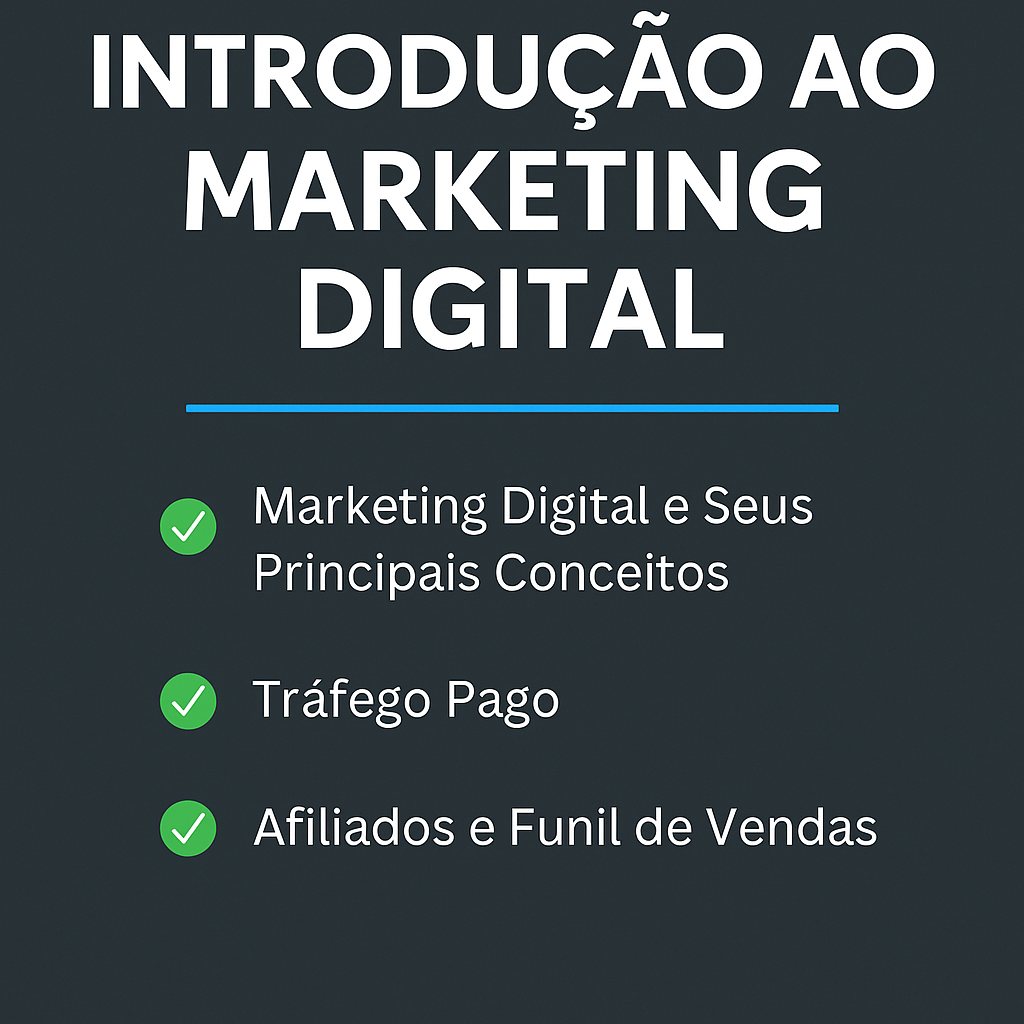 INTRODUÇÃO AO
MARKETING
DIGITAL
Marketing Digital e Seus
Principais Conceitos
Tráfego Pago
Afiliados e Funil de Vendas